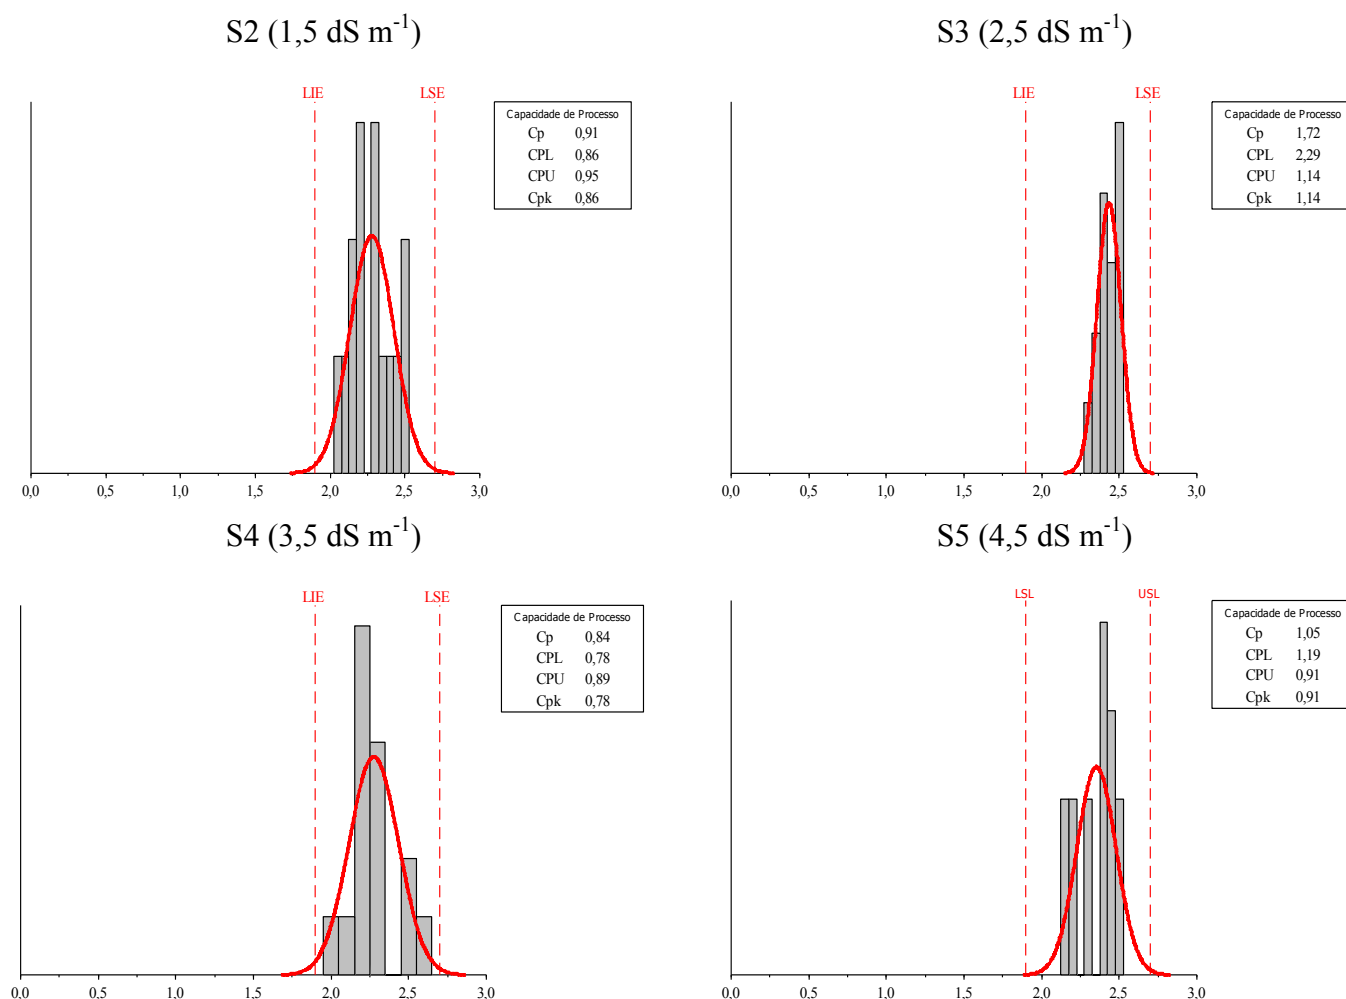 S2 (1,5 dS m⁻¹)
LIE
LSE
Capacidade de Processo
Cp 0,91
CPL 0,86
CPU 0,95
Cpk 0,86
0,0 0,5 1,0 1,5 2,0 2,5 3,0
S3 (2,5 dS m⁻¹)
LIE
LSE
Capacidade de Processo
Cp 1,72
CPL 2,29
CPU 1,14
Cpk 1,14
0,0 0,5 1,0 1,5 2,0 2,5 3,0
S4 (3,5 dS m⁻¹)
LIE
LSE
Capacidade de Processo
Cp 0,84
CPL 0,78
CPU 0,89
Cpk 0,78
0,0 0,5 1,0 1,5 2,0 2,5 3,0
S5 (4,5 dS m⁻¹)
LSL
USL
Capacidade de Processo
Cp 1,05
CPL 1,19
CPU 0,91
Cpk 0,91
0,0 0,5 1,0 1,5 2,0 2,5 3,0